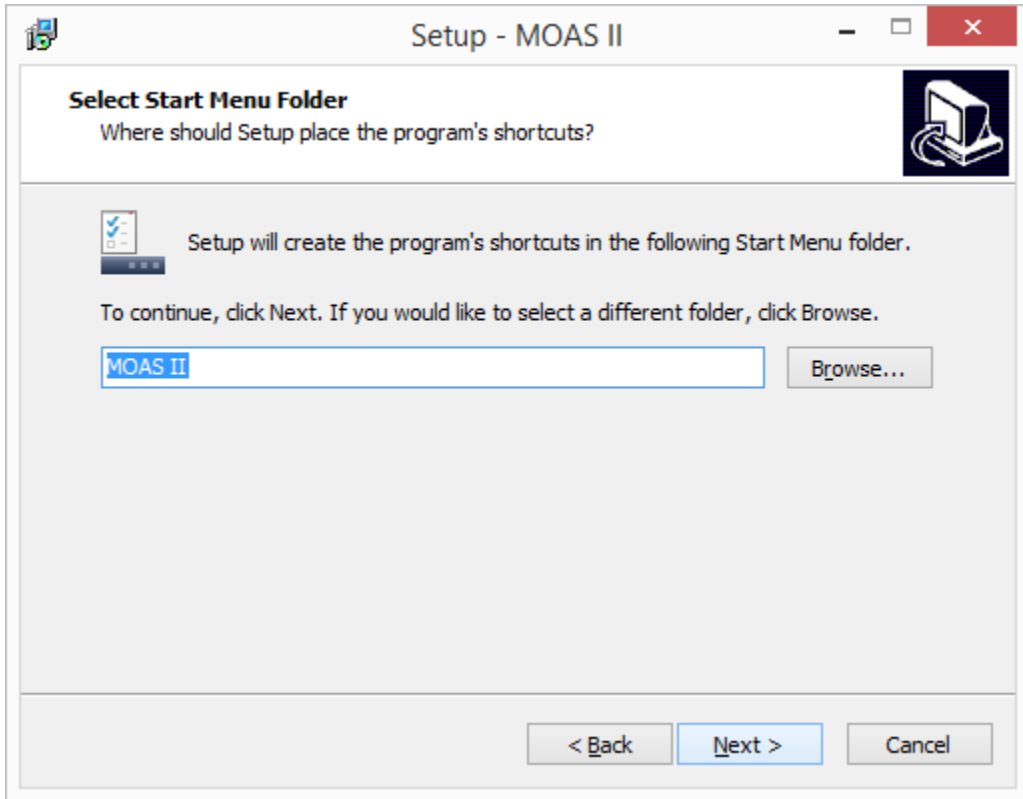 Setup - MOAS II
Select Start Menu Folder
Where should Setup place the program's shortcuts?
Setup will create the program's shortcuts in the following Start Menu folder.
To continue, click Next. If you would like to select a different folder, click Browse.
MOAS II
Browse...
< Back
Next >
Cancel